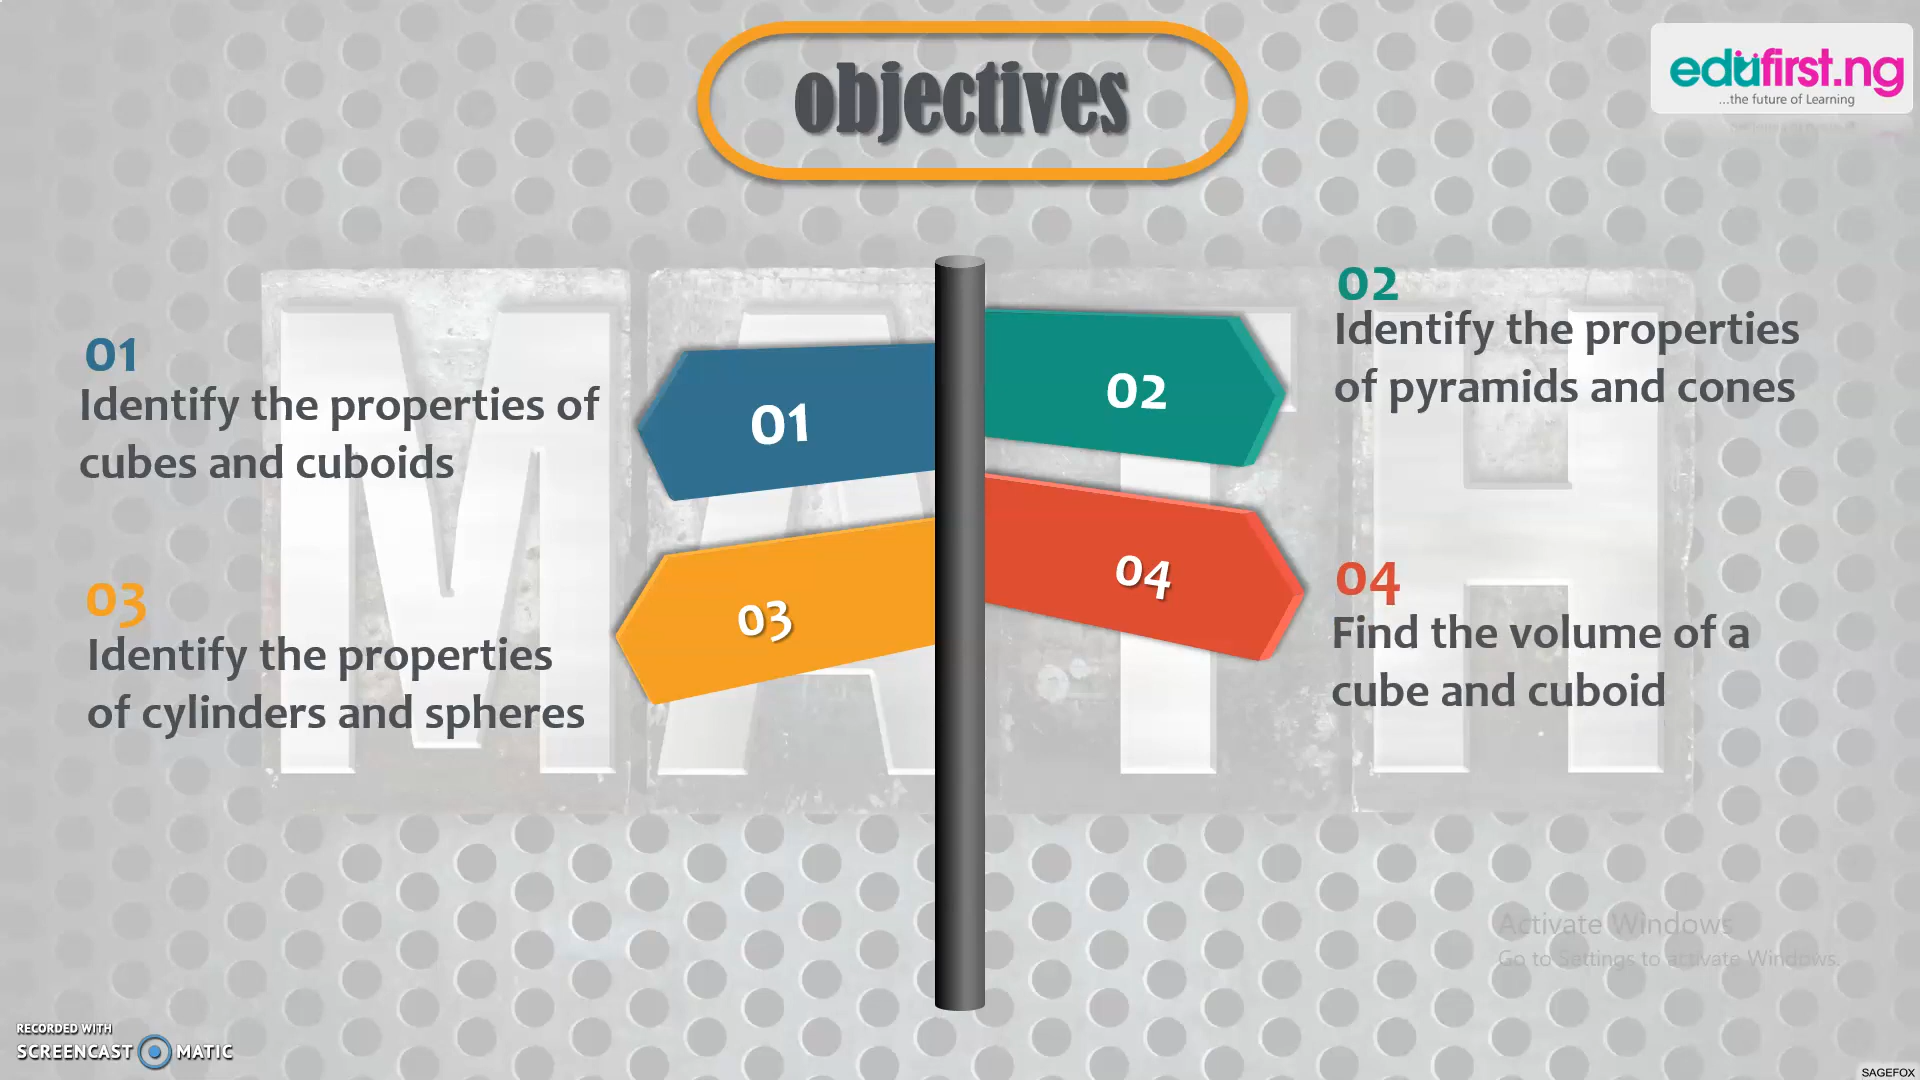 objectives
edufirst.ng
...the future of Learning
MATH
01
Identify the properties of
cubes and cuboids
01
02
02
Identify the properties
of pyramids and cones
03
Identify the properties
of cylinders and spheres
03
04
04
Find the volume of a
cube and cuboid
Activate Windows
Go to Settings to activate Windows.
RECORDED WITH
SCREENCAST MATIC
SAGEFOX